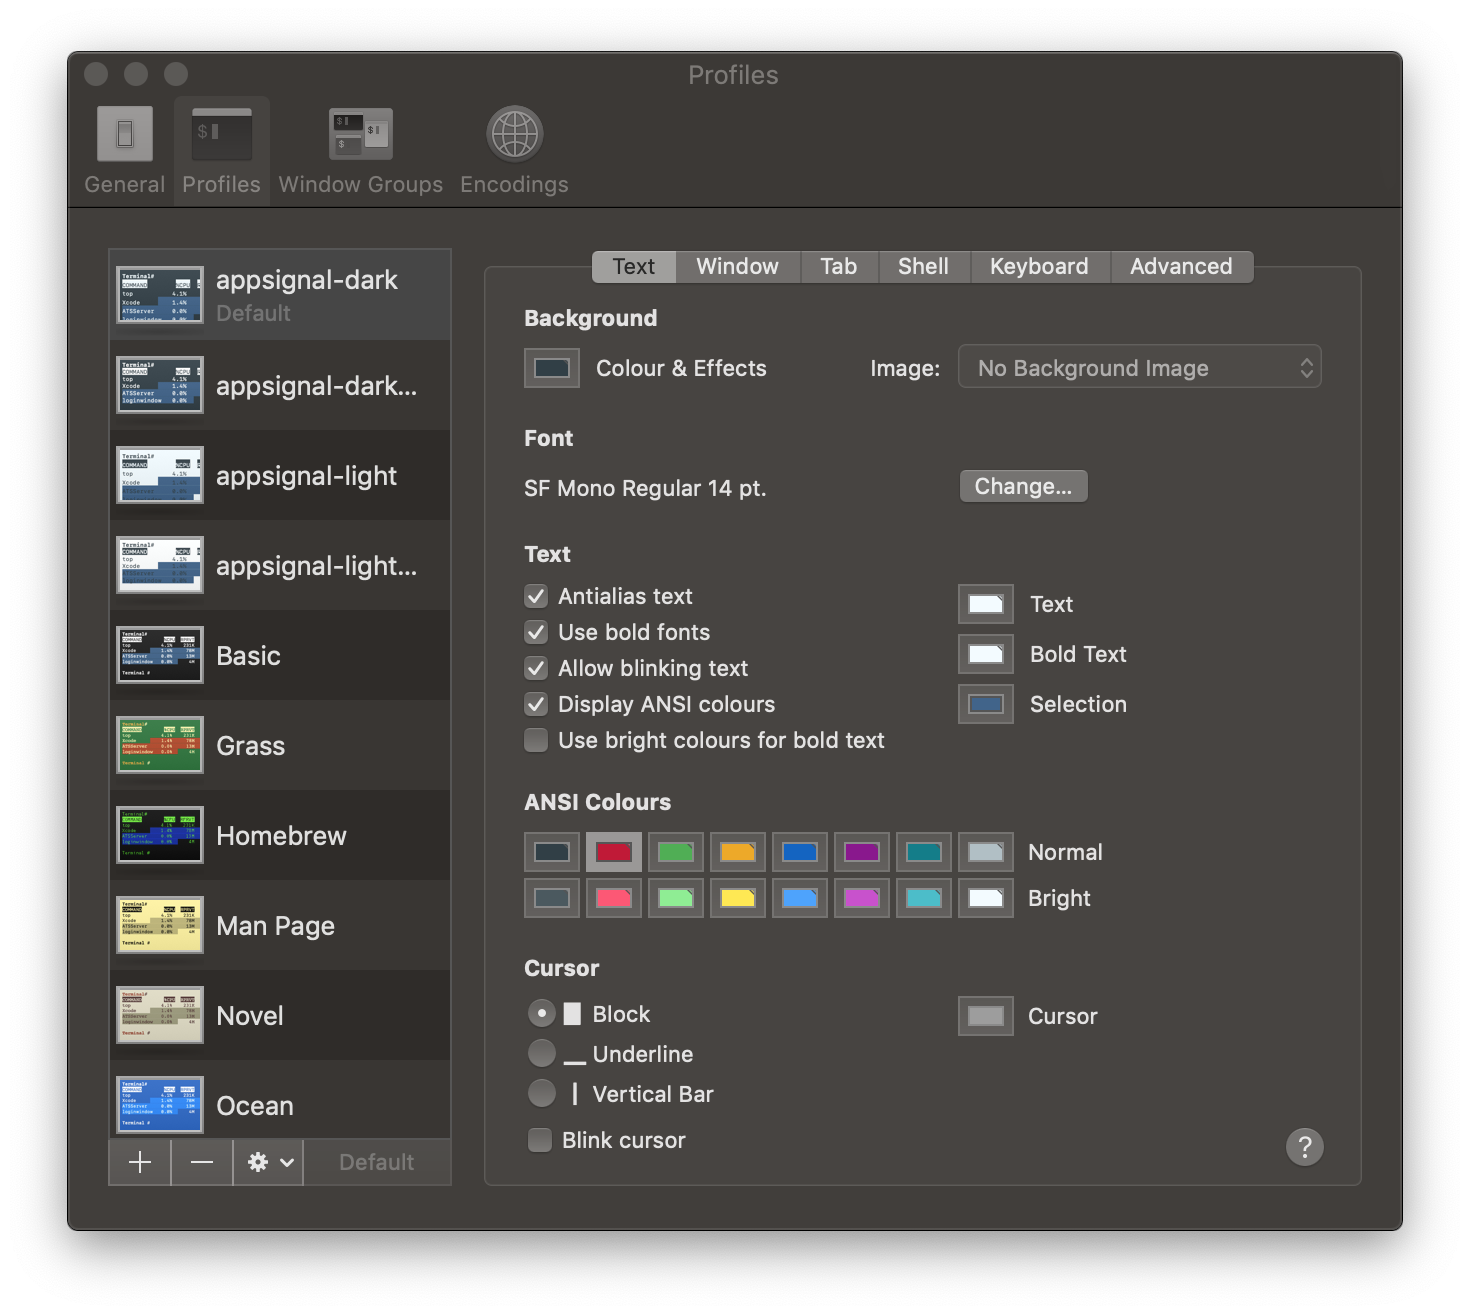 Profiles
General
Profiles
Window Groups
Encodings
appsignal-dark
Default
appsignal-dark...
appsignal-light
appsignal-light...
Basic
Grass
Homebrew
Man Page
Novel
Ocean
Default
Text Window Tab Shell Keyboard Advanced
Background
Colour & Effects
Image: No Background Image
Font
SF Mono Regular 14 pt.
Change...
Text
Antialias text
Use bold fonts
Allow blinking text
Display ANSI colours
Use bright colours for bold text
Text
Bold Text
Selection
ANSI Colours
Normal
Bright
Cursor
Block
Underline
Vertical Bar
Blink cursor
Cursor
?